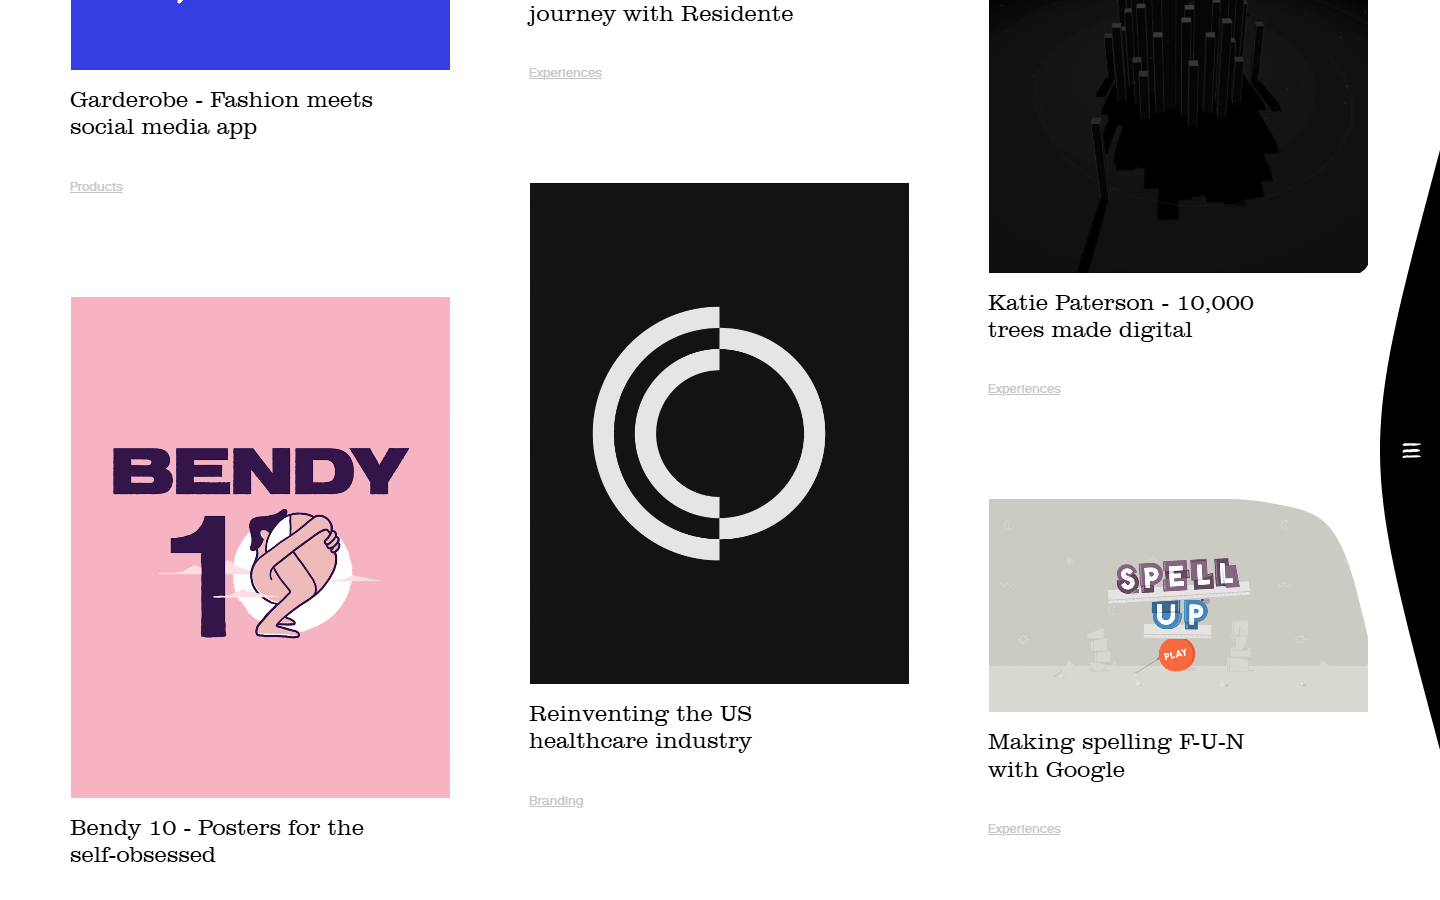 Garderobe - Fashion meets
social media app
Products
BENDY
10
Bendy 10 - Posters for the
self-obsessed
journey with Residente
Experiences
Reinventing the US
healthcare industry
Branding
Katie Paterson - 10,000
trees made digital
Experiences
SPELL
UP
PLAY
Making spelling F-U-N
with Google
Experiences